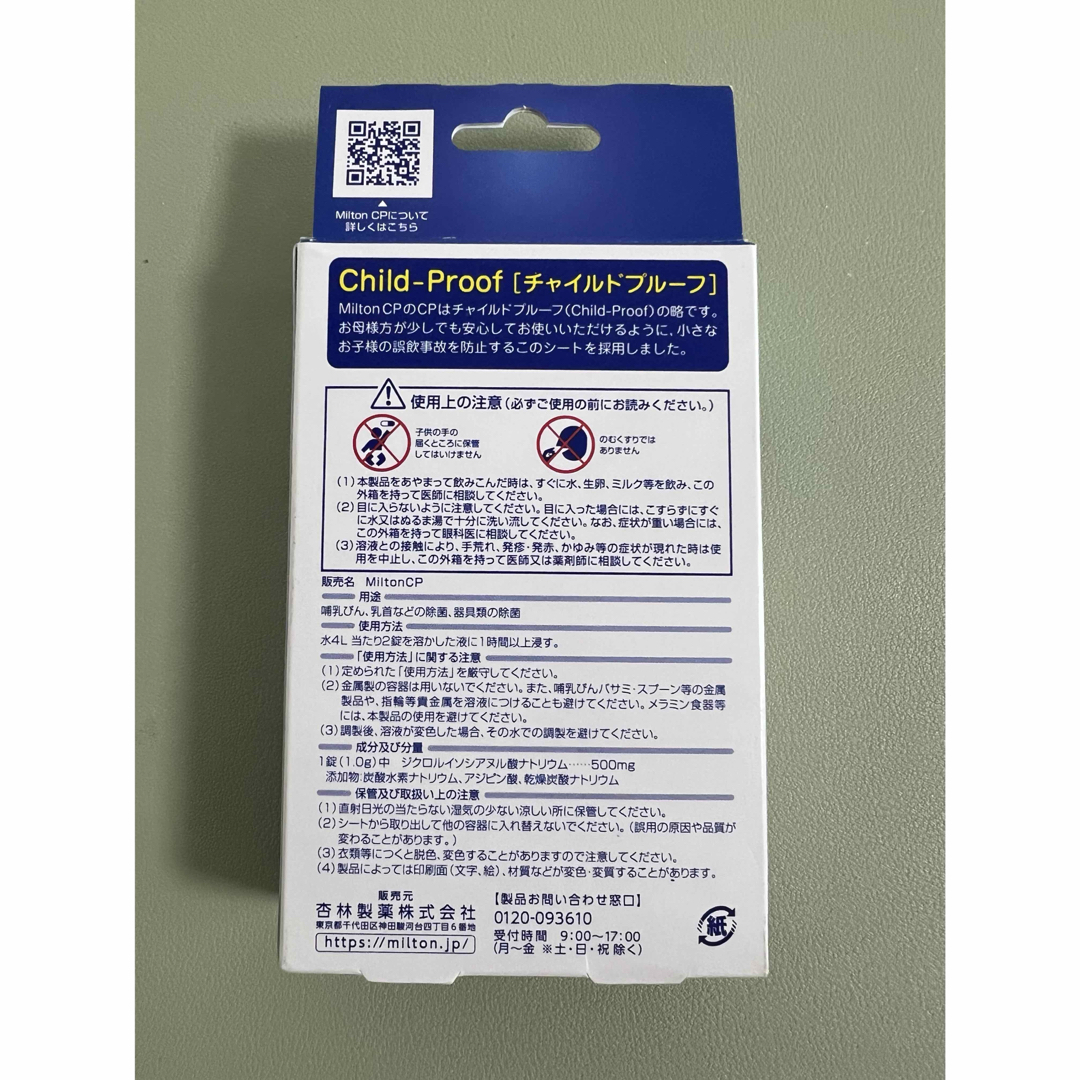 Milton CPについて
詳しくはこちら
Child-Proof [チャイルドプルーフ]
Milton CPのCPはチャイルドプルーフ(Child-Proof)の略です。
お母様方が少しでも安心してお使いいただけるように、小さな
お子様の誤飲事故を防止するこのシートを採用しました。
使用上の注意(必ずご使用の前にお読みください。)
子供の手の
届くところに保管
してはいけません
のむくすりでは
ありません
(1)本製品をあやまって飲みこんだ時は、すぐに水、生卵、ミルク等を飲み、この
外箱を持って医師に相談してください。
(2)目に入らないように注意してください。目に入った場合には、こすらずにすぐ
に水又はぬるま湯で十分に洗い流してください。なお、症状が重い場合には、
この外箱を持って眼科医に相談してください。
(3)溶液との接触により、手荒れ、発疹・発赤、かゆみ等の症状が現れた時は使
用を中止し、この外箱を持って医師又は薬剤師に相談してください。
販売名 MiltonCP
用途
哺乳びん、乳首などの除菌、器具類の除菌
使用方法
水4L 当たり2錠を溶かした液に1時間以上浸す。
「使用方法」に関する注意
(1)定められた「使用方法」を厳守してください。
(2)金属製の容器は用いないでください。また、哺乳びんバサミ・スプーン等の金属
製品や、指輪等貴金属を溶液につけることも避けてください。メラミン食器等
には、本製品の使用を避けてください。
(3)調製後、溶液が変色した場合、その水での調製を避けてください。
成分及び分量
1錠(1.0g)中 ジクロルイソシアヌル酸ナトリウム……500mg
添加物:炭酸水素ナトリウム、アジピン酸、乾燥炭酸ナトリウム
保管及び取扱い上の注意
(1)直射日光の当たらない湿気の少ない涼しい所に保管してください。
(2)シートから取り出して他の容器に入れ替えないでください。(誤用の原因や品質が
変わることがあります。)
(3)衣類等につくと脱色、変色することがありますので注意してください。
(4)製品によっては印刷面(文字、絵)、材質などが変色・変質することがあります。
販売元
杏林製薬株式会社
東京都千代田区神田駿河台四丁目6番地
https://milton.jp/
【製品お問い合わせ窓口】
0120-093610
受付時間 9:00~17:00
(月~金 ※土・日・祝 除く)
紙